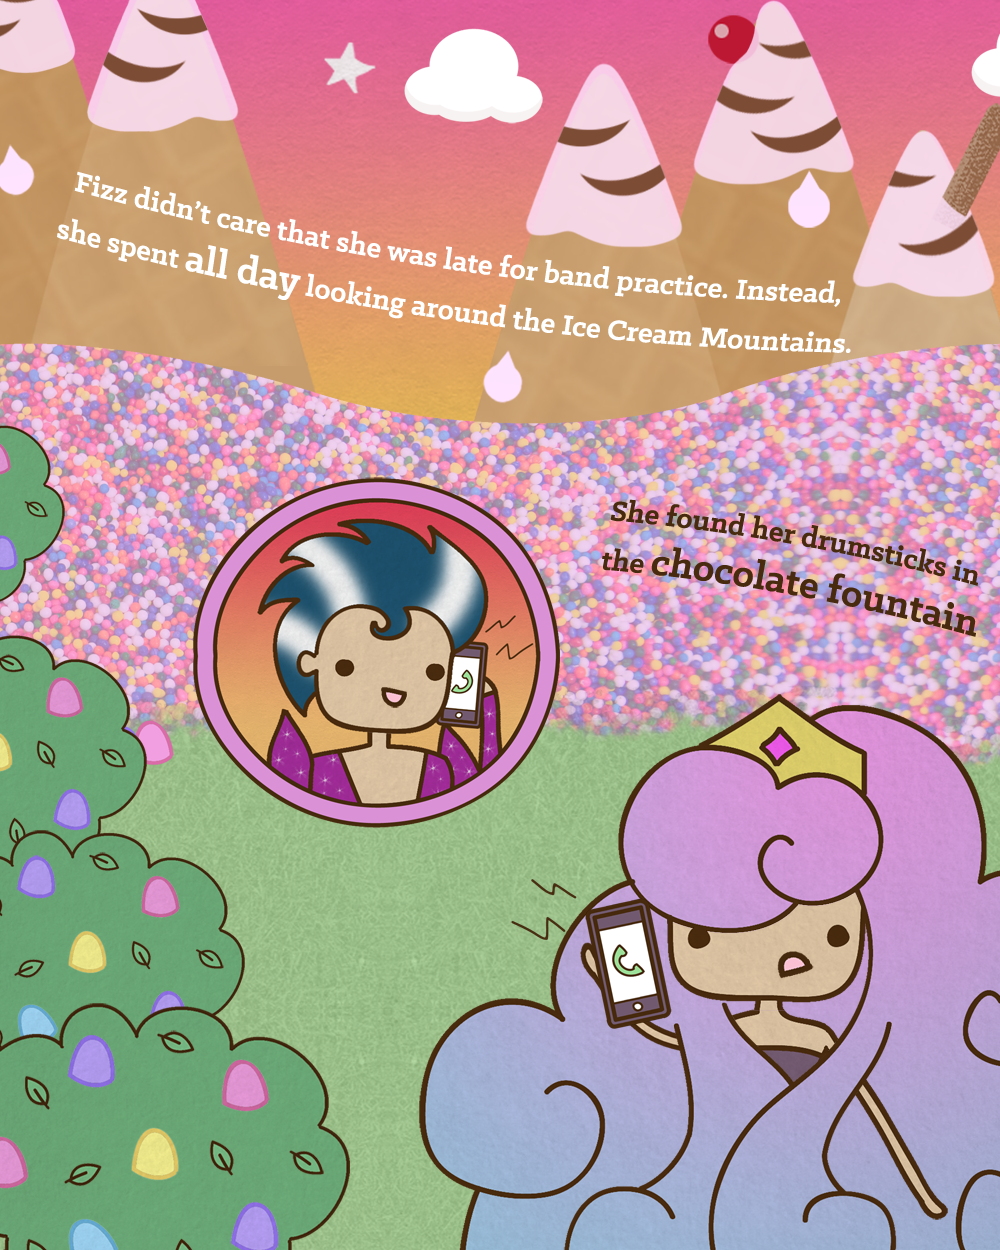 Fizz didn't care that she was late for band practice. Instead,
she spent all day looking around the Ice Cream Mountains.
She found her drumsticks in
the chocolate fountain